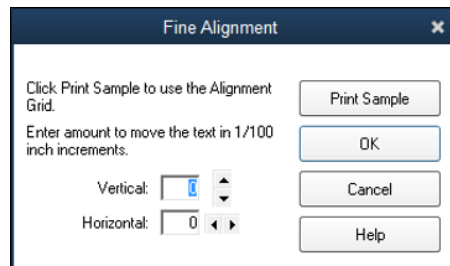 Fine Alignment
Click Print Sample to use the Alignment
Grid.
Enter amount to move the text in 1/100
inch increments.
Vertical: 0
Horizontal: 0
Print Sample
OK
Cancel
Help